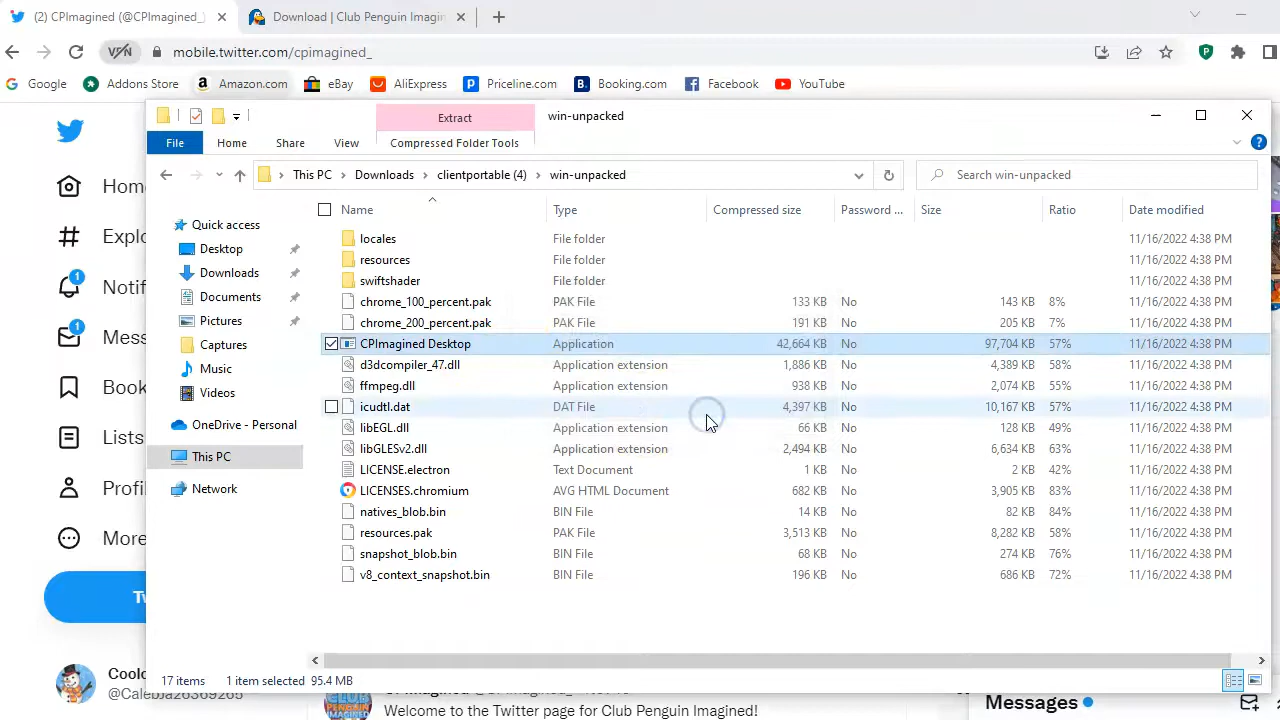 (2) CPImagined (@CPImagined_)
Download | Club Penguin Imagin
VPN
mobile.twitter.com/cpimagined_
Google
Addons Store
Amazon.com
eBay
AliExpress
Priceline.com
Booking.com
Facebook
YouTube
Extract
win-unpacked
File
Home
Share
View
Compressed Folder Tools
This PC
Downloads
clientportable (4)
win-unpacked
Search win-unpacked
Name
Type
Compressed size
Password ...
Size
Ratio
Date modified
locales File folder 11/16/2022 4:38 PM
resources File folder 11/16/2022 4:38 PM
swiftshader File folder 11/16/2022 4:38 PM
chrome_100_percent.pak PAK File 133 KB No 143 KB 8% 11/16/2022 4:38 PM
chrome_200_percent.pak PAK File 191 KB No 205 KB 7% 11/16/2022 4:38 PM
CPImagined Desktop Application 42,664 KB No 97,704 KB 57% 11/16/2022 4:38 PM
d3dcompiler_47.dll Application extension 1,886 KB No 4,389 KB 58% 11/16/2022 4:38 PM
ffmpeg.dll Application extension 938 KB No 2,074 KB 55% 11/16/2022 4:38 PM
icudtl.dat DAT File 4,397 KB No 10,167 KB 57% 11/16/2022 4:38 PM
libEGL.dll Application extension 66 KB No 128 KB 49% 11/16/2022 4:38 PM
libGLESv2.dll Application extension 2,494 KB No 6,634 KB 63% 11/16/2022 4:38 PM
LICENSE.electron Text Document 1 KB No 2 KB 42% 11/16/2022 4:38 PM
LICENSES.chromium AVG HTML Document 682 KB No 3,905 KB 83% 11/16/2022 4:38 PM
natives_blob.bin BIN File 14 KB No 82 KB 84% 11/16/2022 4:38 PM
resources.pak PAK File 3,513 KB No 8,282 KB 58% 11/16/2022 4:38 PM
snapshot_blob.bin BIN File 68 KB No 274 KB 76% 11/16/2022 4:38 PM
v8_context_snapshot.bin BIN File 196 KB No 686 KB 72% 11/16/2022 4:38 PM
Quick access
Desktop
Downloads
Documents
Pictures
Captures
Music
Videos
OneDrive - Personal
This PC
Network
17 items 1 item selected 95.4 MB
Hom
Explo
1
Notif
1
Mess
Book
Lists
Profi
More
Tw
Coolc
CLUB
PENGUIN
IMAGINED
Welcome to the Twitter page for Club Penguin Imagined!
Messages